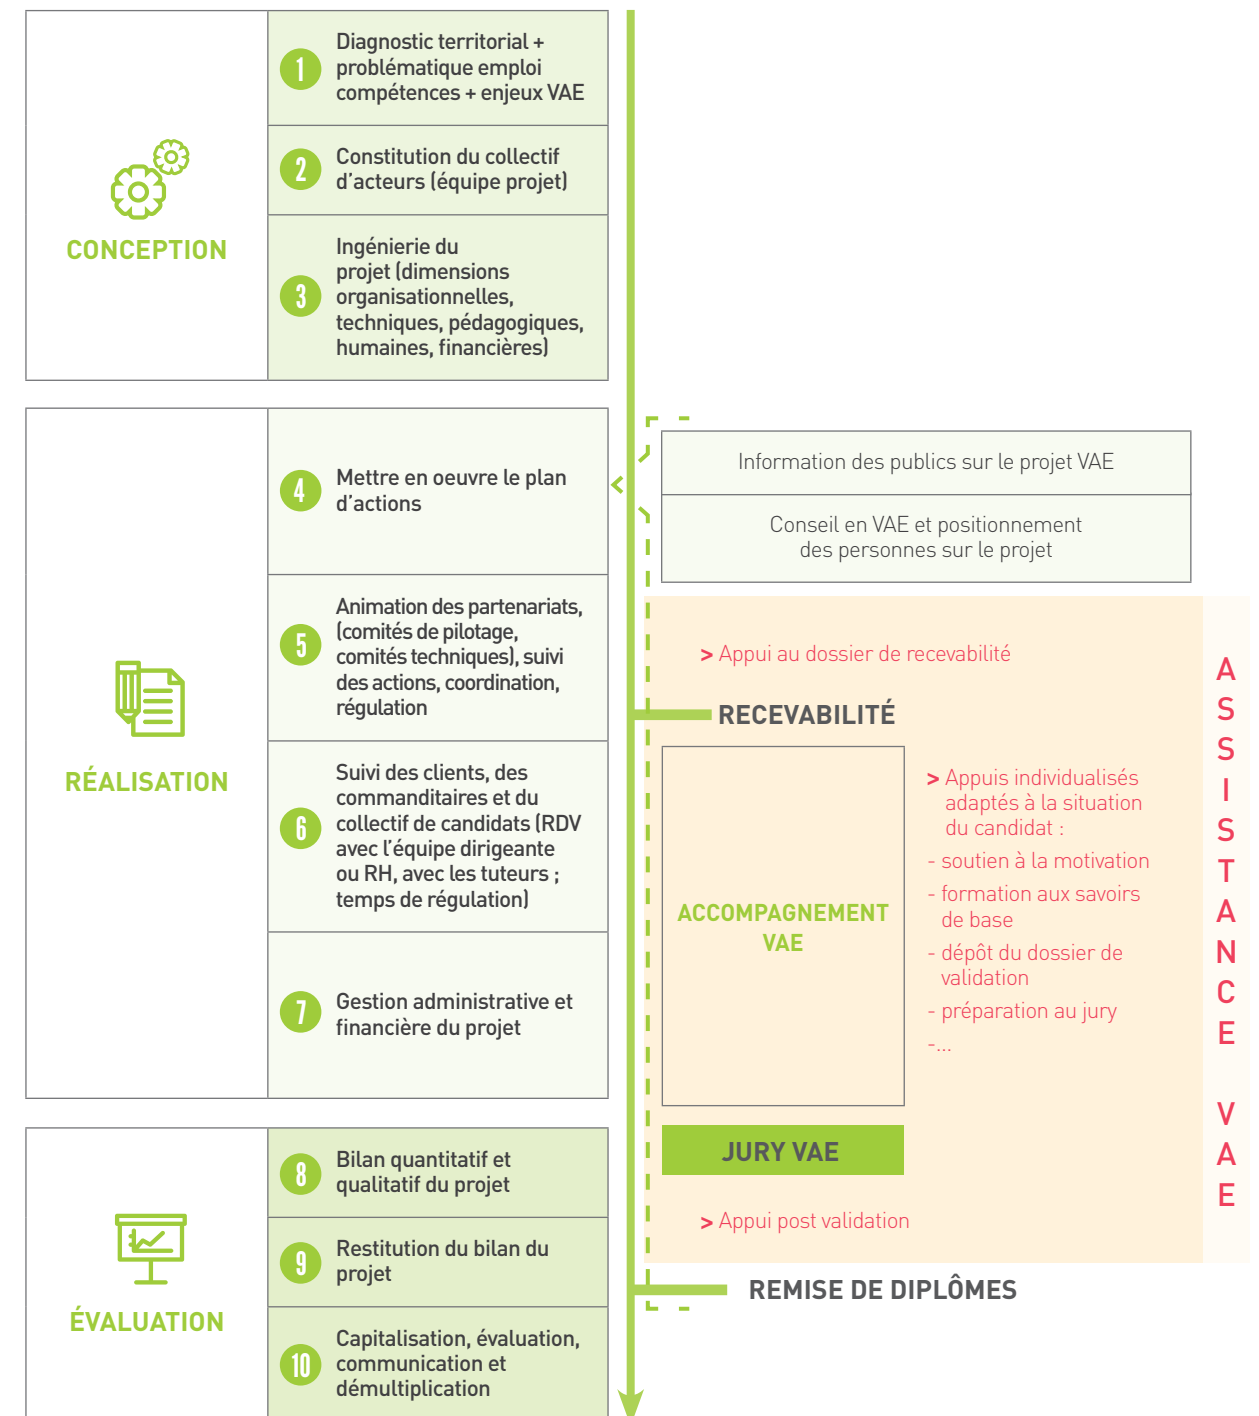 CONCEPTION
1
Diagnostic territorial +
problématique emploi
compétences + enjeux VAE
2
Constitution du collectif
d'acteurs (équipe projet)
3
Ingénierie du
projet (dimensions
organisationnelles,
techniques, pédagogiques,
humaines, financières)
RÉALISATION
4
Mettre en oeuvre le plan
d'actions
5
Animation des partenariats,
(comités de pilotage,
comités techniques), suivi
des actions, coordination,
régulation
6
Suivi des clients, des
commanditaires et du
collectif de candidats (RDV
avec l'équipe dirigeante
ou RH, avec les tuteurs ;
temps de régulation)
7
Gestion administrative et
financière du projet
ÉVALUATION
8
Bilan quantitatif et
qualitatif du projet
9
Restitution du bilan du
projet
10
Capitalisation, évaluation,
communication et
démultiplication
Information des publics sur le projet VAE
Conseil en VAE et positionnement
des personnes sur le projet
> Appui au dossier de recevabilité
RECEVABILITÉ
ACCOMPAGNEMENT
VAE
> Appuis individualisés
adaptés à la situation
du candidat :
- soutien à la motivation
- formation aux savoirs
de base
- dépôt du dossier de
validation
- préparation au jury
-...
JURY VAE
> Appui post validation
REMISE DE DIPLÔMES
ASSISTANCE VAE